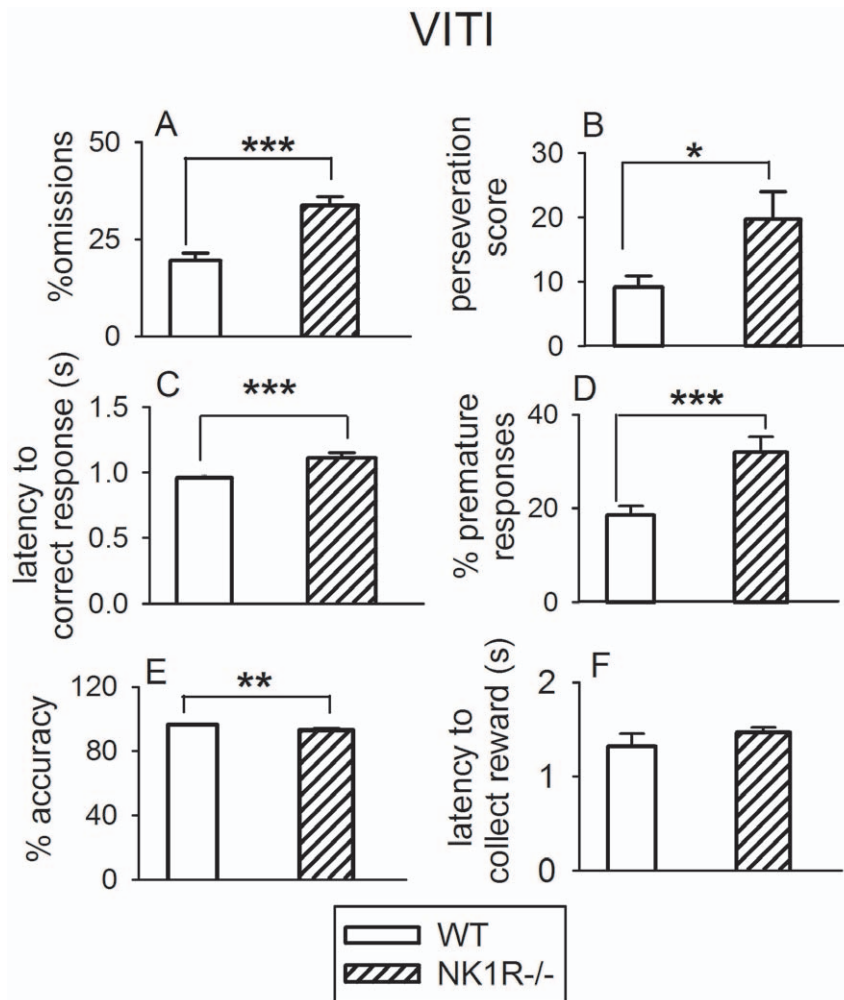 VITI
A
%omissions
50
25
0
***
B
perseveration
score
30
20
10
0
*
C
latency to
correct response (s)
1.5
1.0
0.5
0.0
***
D
% premature
responses
40
20
0
***
E
% accuracy
120
80
40
0
**
F
latency to
collect reward (s)
2
1
0
WT
NK1R-/-